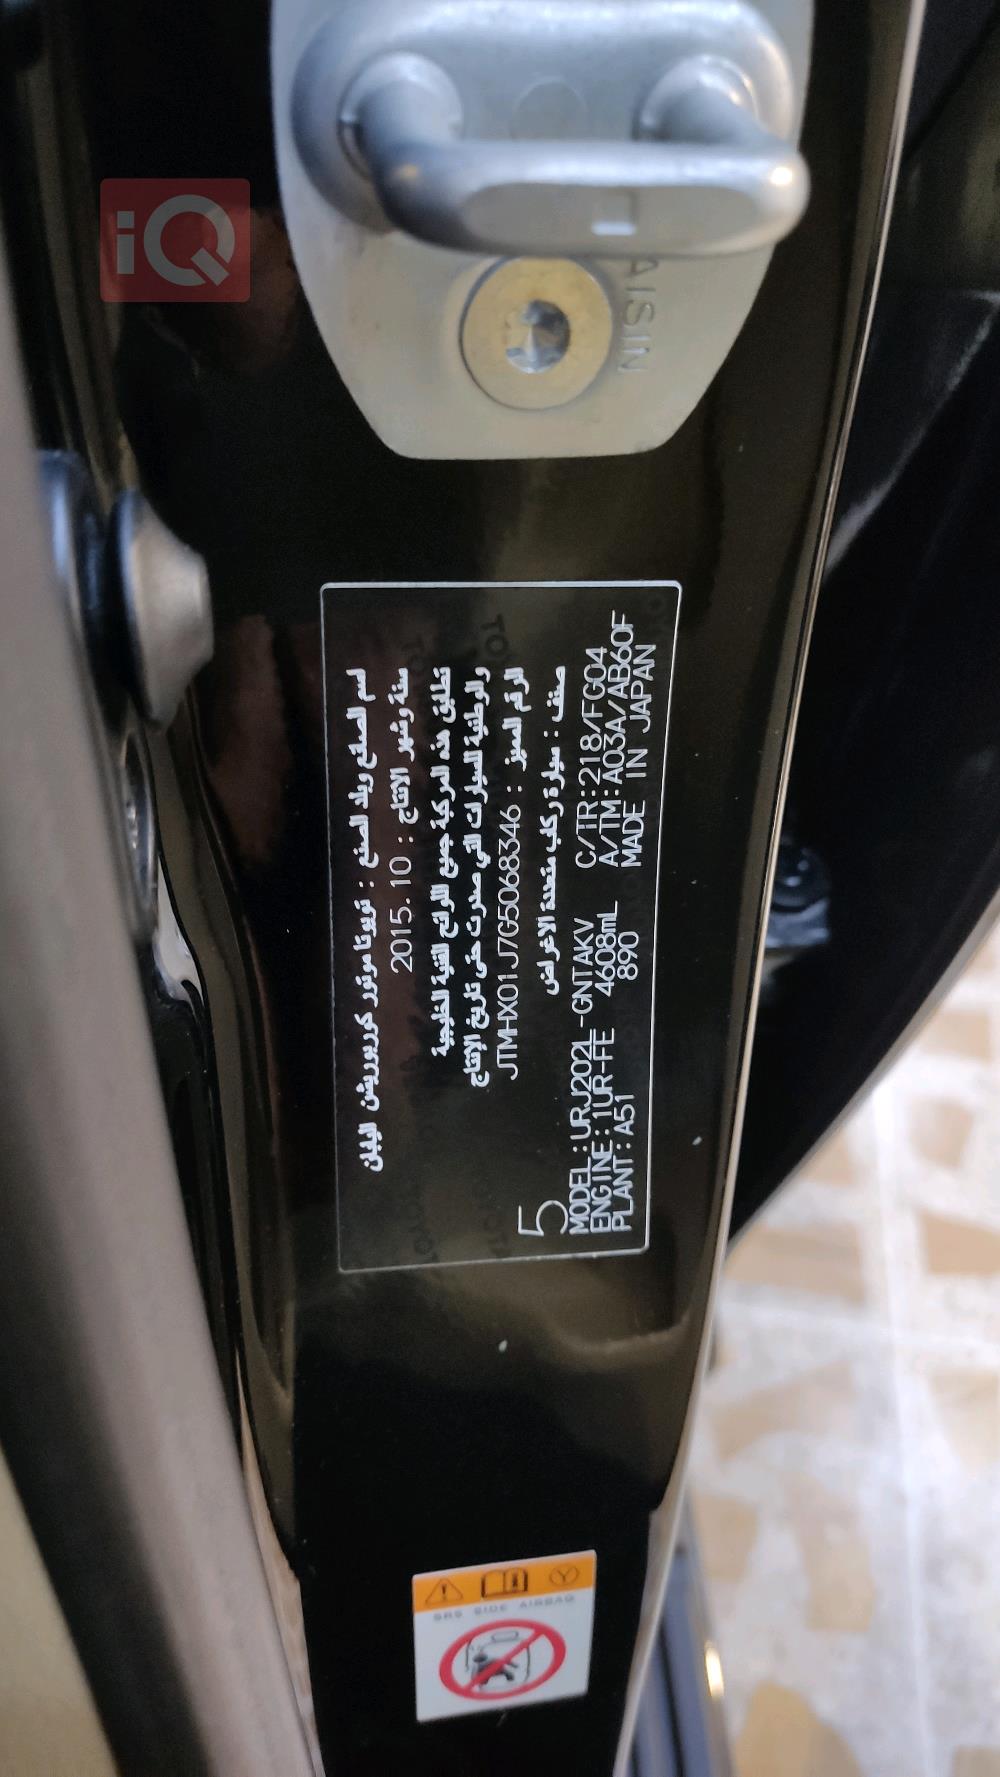 iQ
AISIN
اسم الصانع وبلد الصنع : تويوتا موتور كوربوريشن اليابان
سنة وشهر الإنتاج : 2015.10
تطابق هذه المركبة جميع اللوائح الفنية الخليجية
والوطنية للسيارات التي صدرت حتى تاريخ الإنتاج
الرقم المميز : JTMHX01J7G5068346
صنف : سيارة ركاب متعددة الاغراض
5
MODEL:URJ202L-GNTAKV C/TR:218/FG04
ENGINE:1UR-FE 4608mL A/TM:A03A/AB60F
PLANT:A51 890 MADE IN JAPAN
SRS SIDE AIRBAG